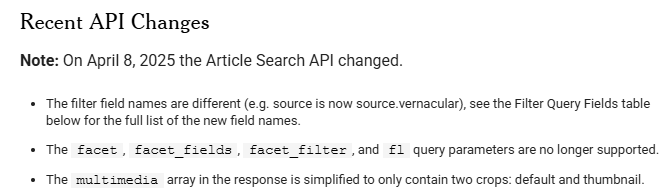 Recent API Changes
Note: On April 8, 2025 the Article Search API changed.
• The filter field names are different (e.g. source is now source.vernacular), see the Filter Query Fields table
below for the full list of the new field names.
• The facet, facet_fields, facet_filter, and fl query parameters are no longer supported.
• The multimedia array in the response is simplified to only contain two crops: default and thumbnail.